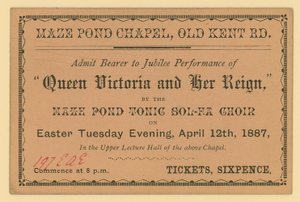 MAZE POND CHAPEL, OLD KENT RD.
Admit Bearer to Jubilee Performance of
"Queen Victoria and Her Reign,"
BY THE
MAZE POND TONIC SOL-FA CHOIR
ON
Easter Tuesday Evening, April 12th, 1887,
In the Upper Lecture Hall of the above Chapel.
Commence at 8 p.m. TICKETS, SIXPENCE.